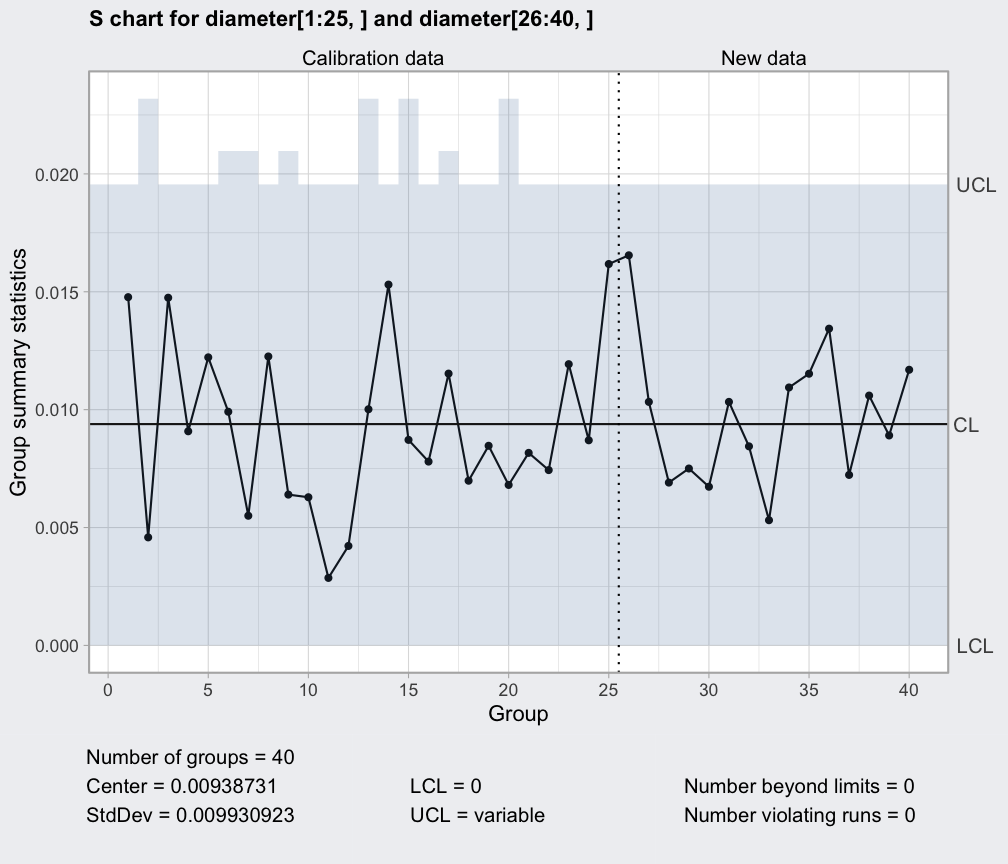 S chart for diameter[1:25, ] and diameter[26:40, ]
Calibration data New data
Group summary statistics
0.020
0.015
0.010
0.005
0.000
UCL
CL
LCL
0 5 10 15 20 25 30 35 40
Group
Number of groups = 40
Center = 0.00938731 LCL = 0 Number beyond limits = 0
StdDev = 0.009930923 UCL = variable Number violating runs = 0